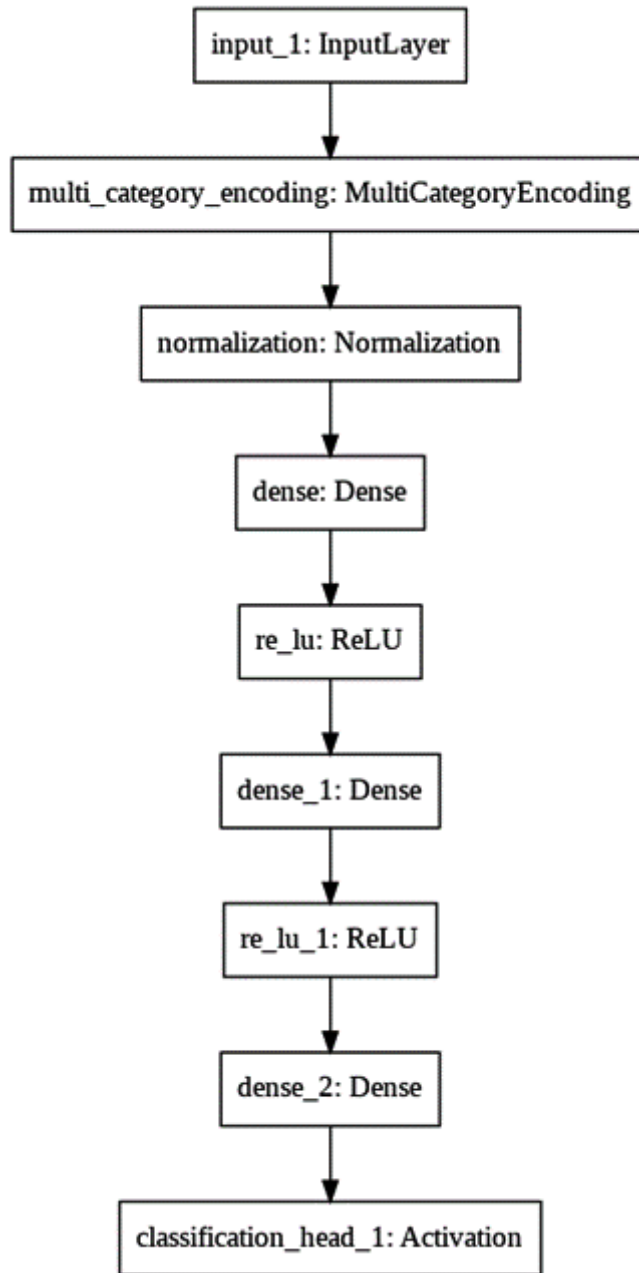 input_1: InputLayer
multi_category_encoding: MultiCategoryEncoding
normalization: Normalization
dense: Dense
re_lu: ReLU
dense_1: Dense
re_lu_1: ReLU
dense_2: Dense
classification_head_1: Activation